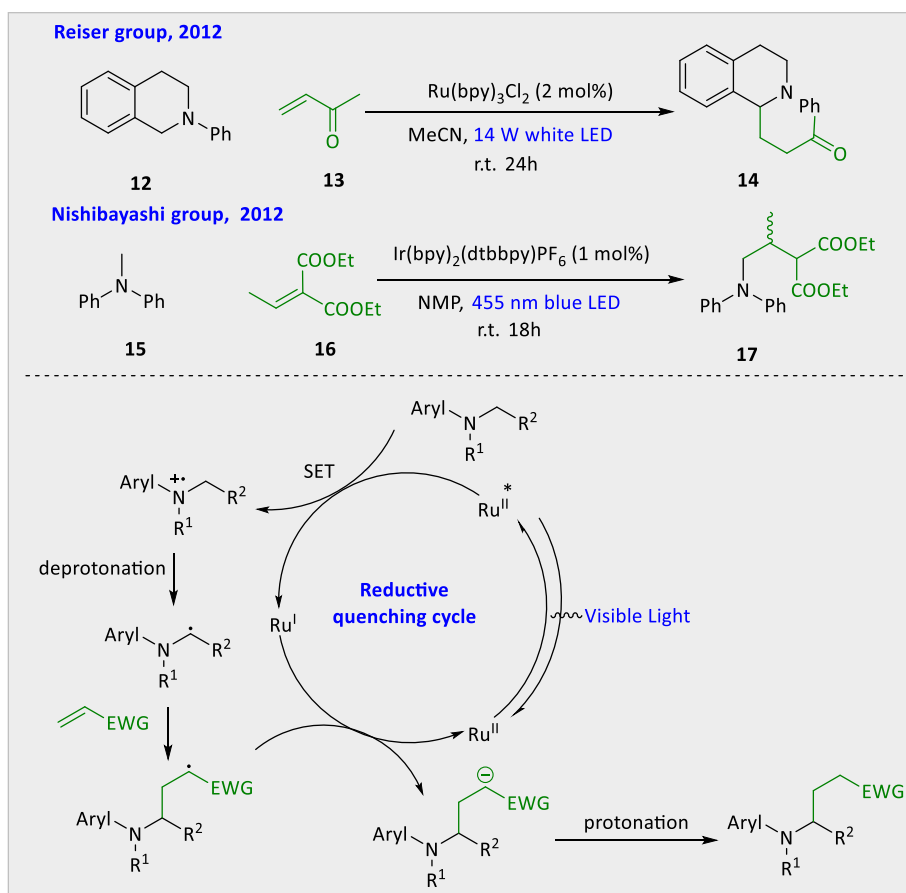 Reiser group, 2012
N
Ph
O
Ru(bpy)3Cl2 (2 mol%)
MeCN, 14 W white LED
r.t. 24h
N
Ph
O
12
13
14
Nishibayashi group, 2012
N
Ph
Ph
COOEt
COOEt
Ir(bpy)2(dtbbpy)PF6 (1 mol%)
NMP, 455 nm blue LED
r.t. 18h
COOEt
COOEt
N
Ph
Ph
15
16
17
Aryl
N
R2
R1
SET
Aryl
+•
N
R2
R1
RuII
*
deprotonation
Reductive
quenching cycle
Visible Light
RuI
Aryl
N
R2
R1
EWG
RuII
EWG
Aryl
N
R2
R1
−
EWG
Aryl
N
R2
R1
protonation
EWG
Aryl
N
R2
R1